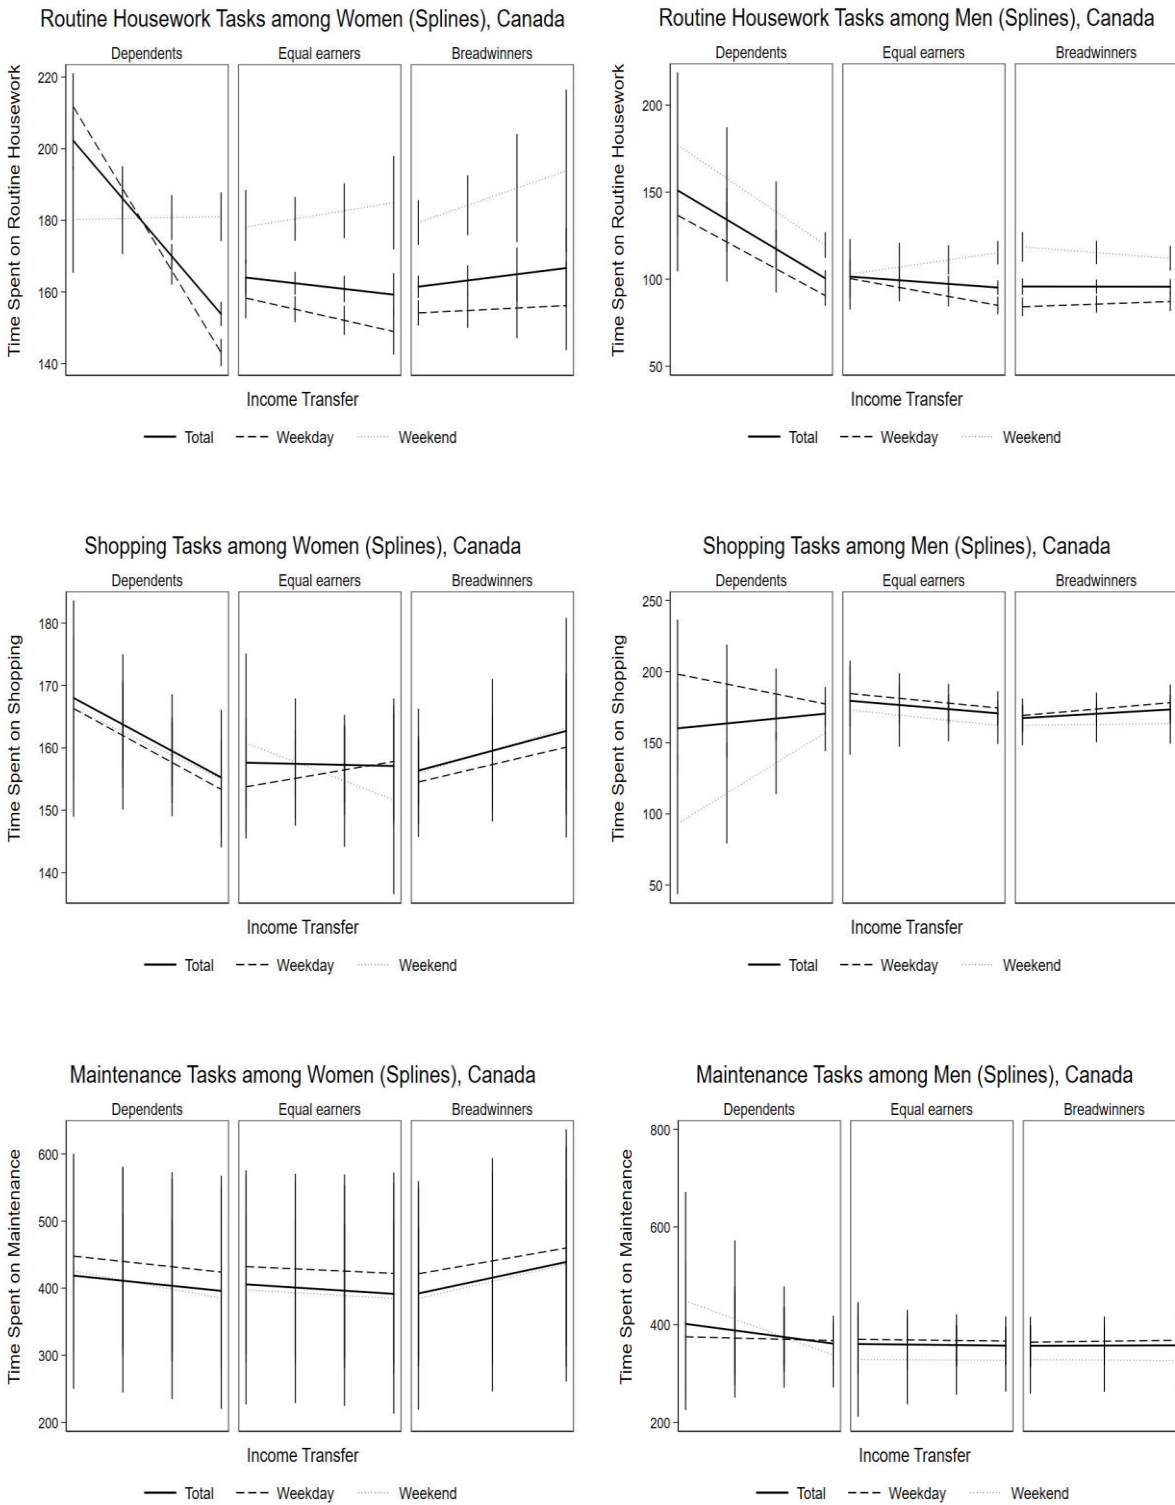 Routine Housework Tasks among Women (Splines), Canada
Dependents Equal earners Breadwinners
Time Spent on Routine Housework
220
200
180
160
140
Income Transfer
Total Weekday Weekend
Routine Housework Tasks among Men (Splines), Canada
Dependents Equal earners Breadwinners
Time Spent on Routine Housework
200
150
100
50
Income Transfer
Total Weekday Weekend
Shopping Tasks among Women (Splines), Canada
Dependents Equal earners Breadwinners
Time Spent on Shopping
180
170
160
150
140
Income Transfer
Total Weekday Weekend
Shopping Tasks among Men (Splines), Canada
Dependents Equal earners Breadwinners
Time Spent on Shopping
250
200
150
100
50
Income Transfer
Total Weekday Weekend
Maintenance Tasks among Women (Splines), Canada
Dependents Equal earners Breadwinners
Time Spent on Maintenance
600
500
400
300
200
Income Transfer
Total Weekday Weekend
Maintenance Tasks among Men (Splines), Canada
Dependents Equal earners Breadwinners
Time Spent on Maintenance
800
600
400
200
Income Transfer
Total Weekday Weekend